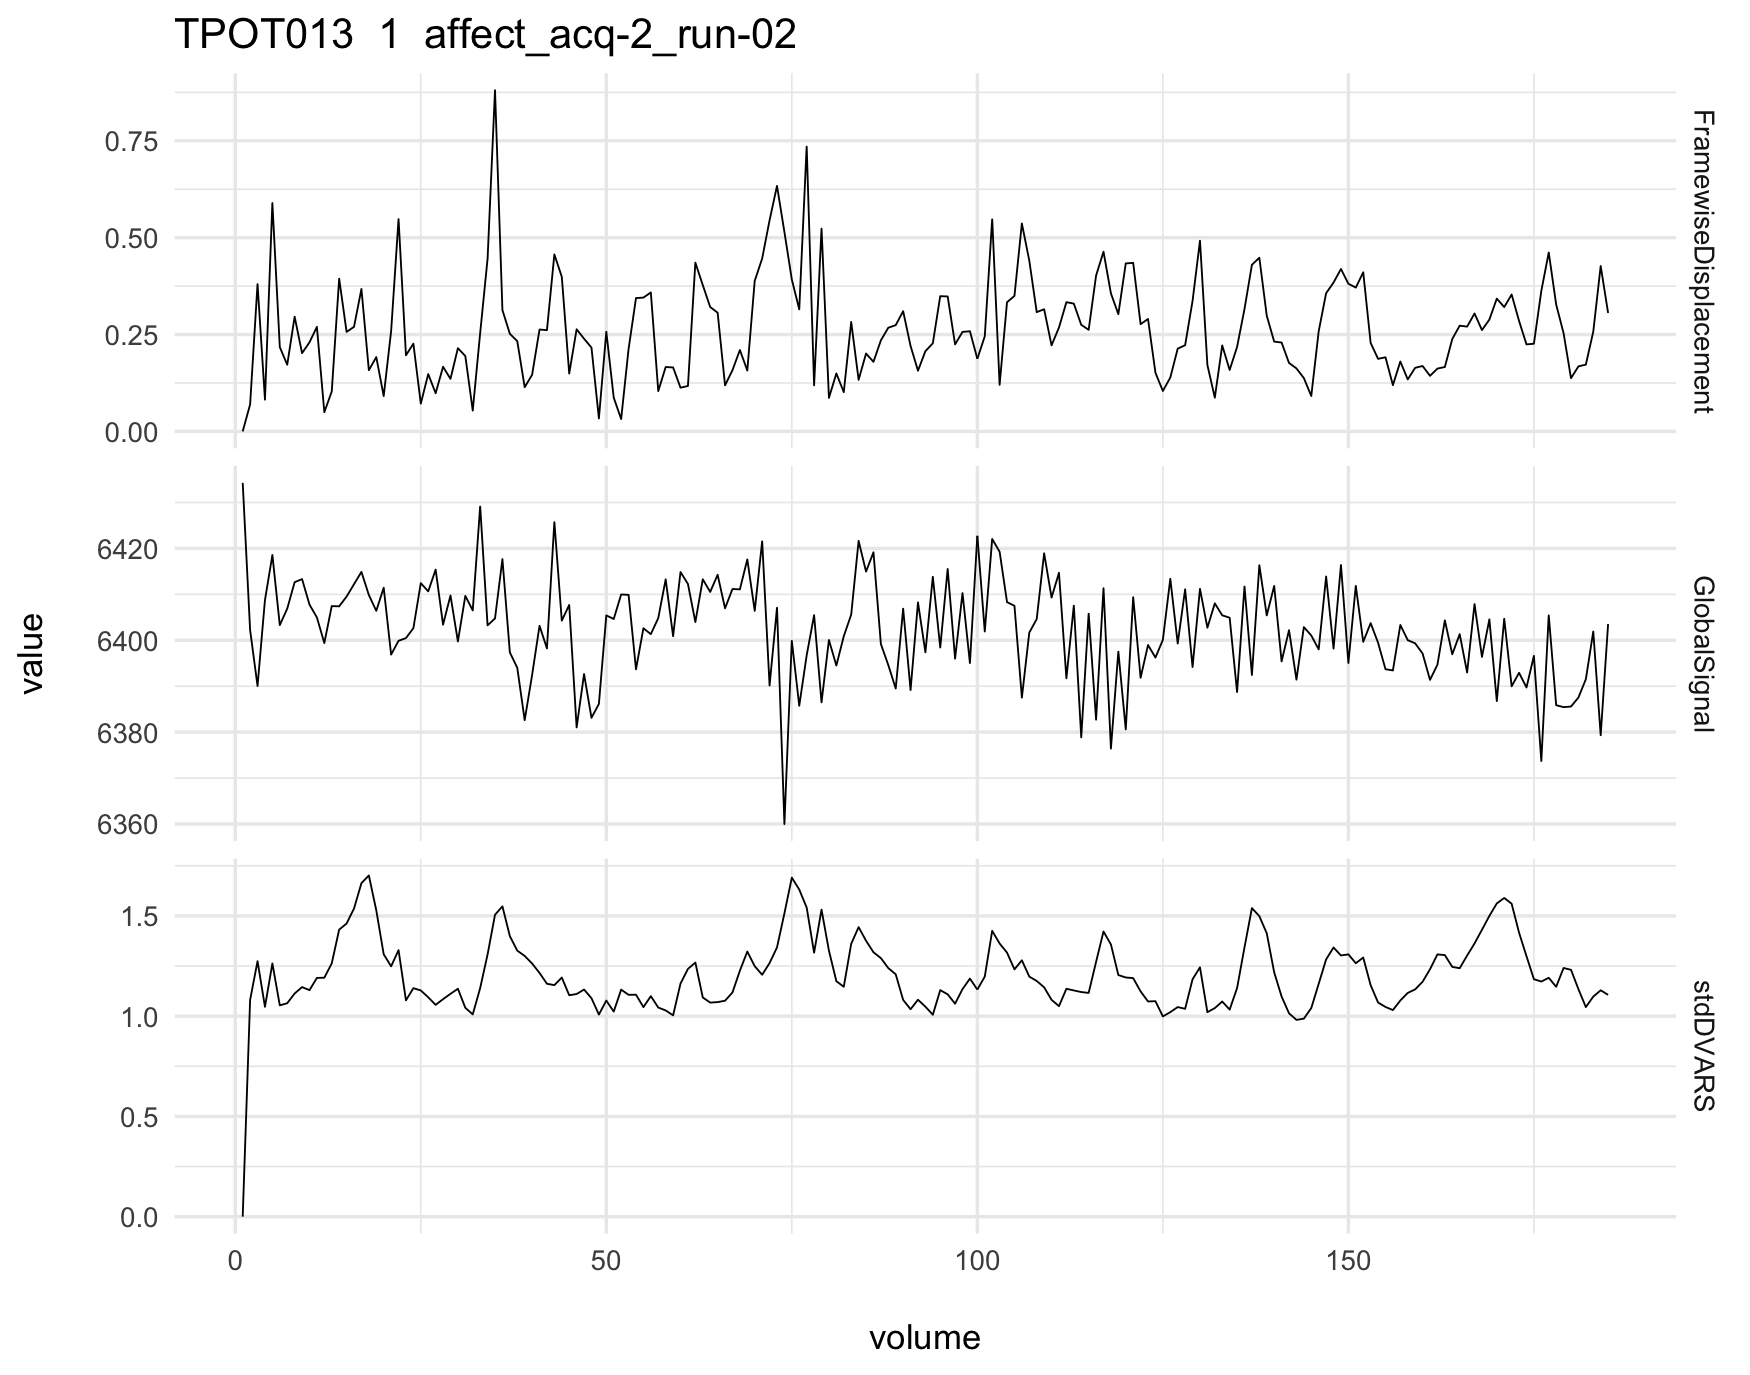 TPOT013  1  affect_acq-2_run-02
value
0.75
0.50
0.25
0.00
FramewiseDisplacement
6420
6400
6380
6360
GlobalSignal
1.5
1.0
0.5
0.0
stdDVARS
0 50 100 150
volume